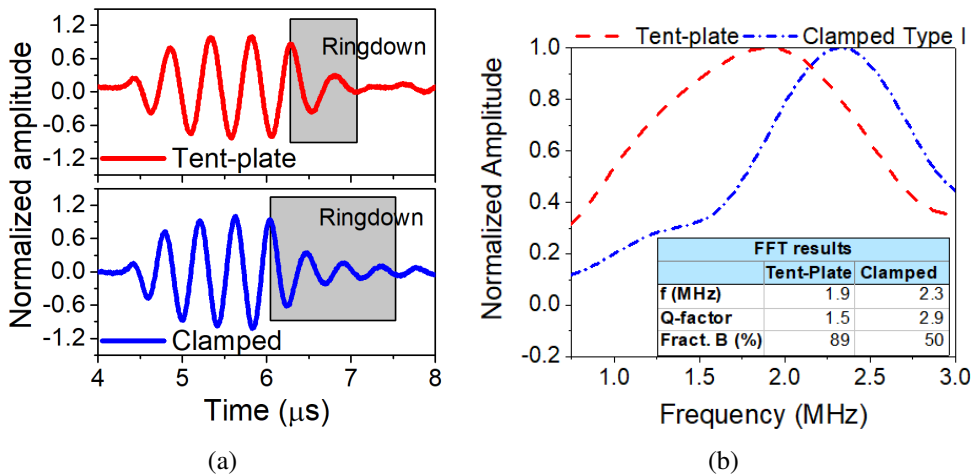 (a)
Normalized amplitude
1.2
0.6
0.0
-0.6
-1.2
Ringdown
Tent-plate
1.2
0.6
0.0
-0.6
-1.2
Ringdown
Clamped
4 5 6 7 8
Time (μs)
(a)
Tent-plate Clamped Type I
Normalized Amplitude
1.0
0.8
0.6
0.4
0.2
0.0
-0.2
FFT results
Tent-Plate Clamped
f (MHz) 1.9 2.3
Q-factor 1.5 2.9
Fract. B (%) 89 50
1.0 1.5 2.0 2.5 3.0
Frequency (MHz)
(b)